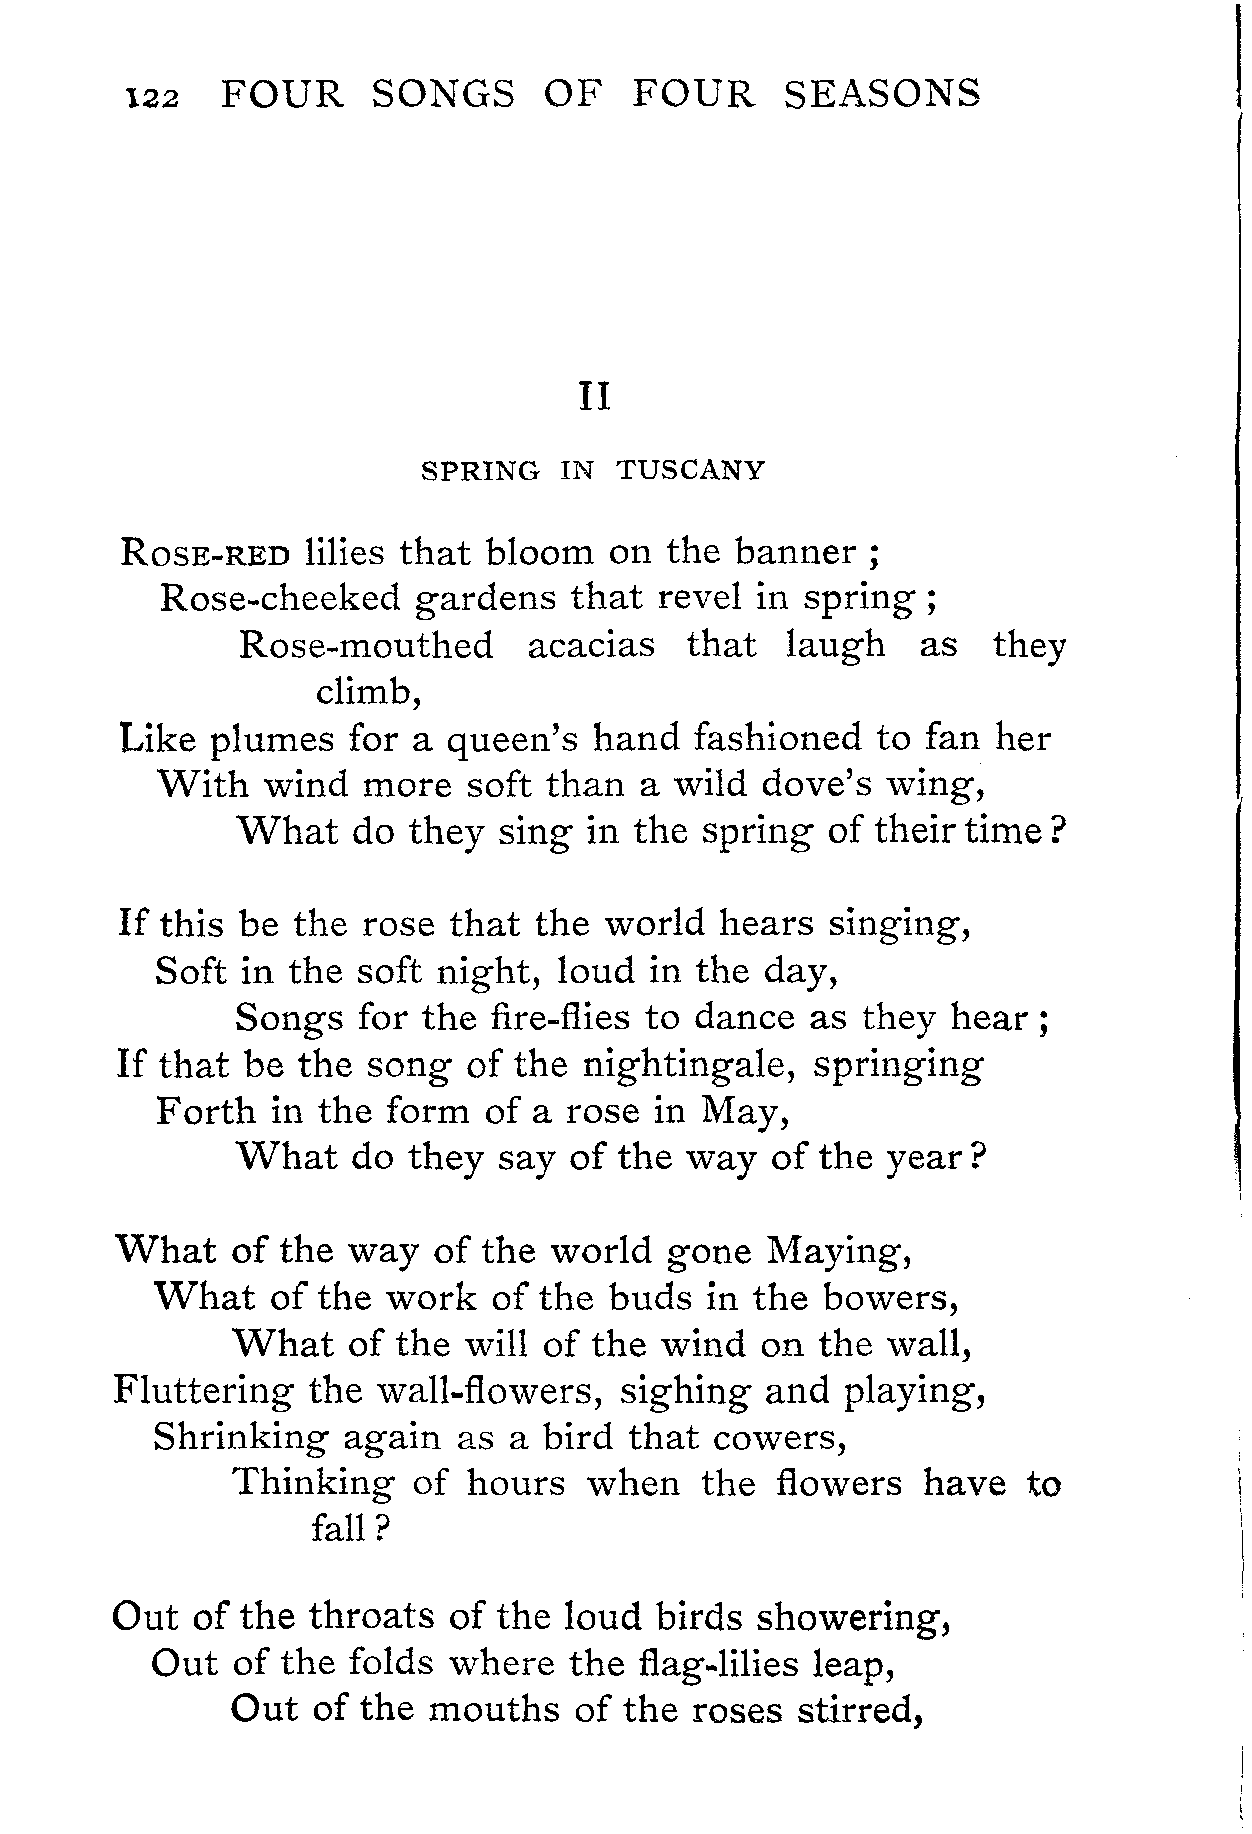 122 FOUR SONGS OF FOUR SEASONS
II
SPRING IN TUSCANY
ROSE-RED lilies that bloom on the banner ;
Rose-cheeked gardens that revel in spring ;
Rose-mouthed acacias that laugh as they
climb,
Like plumes for a queen's hand fashioned to fan her
With wind more soft than a wild dove's wing,
What do they sing in the spring of their time ?
If this be the rose that the world hears singing,
Soft in the soft night, loud in the day,
Songs for the fire-flies to dance as they hear ;
If that be the song of the nightingale, springing
Forth in the form of a rose in May,
What do they say of the way of the year ?
What of the way of the world gone Maying,
What of the work of the buds in the bowers,
What of the will of the wind on the wall,
Fluttering the wall-flowers, sighing and playing,
Shrinking again as a bird that cowers,
Thinking of hours when the flowers have to
fall ?
Out of the throats of the loud birds showering,
Out of the folds where the flag-lilies leap,
Out of the mouths of the roses stirred,